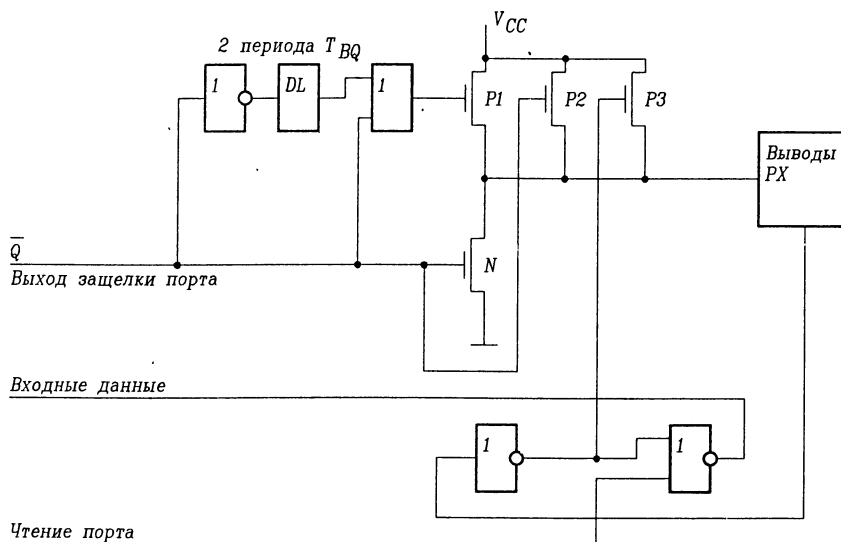 V_CC
2 периода T_BQ
1
DL
1
P1
P2
P3
Выводы
PX
Q̅
Выход защелки порта
N
Входные данные
1
1
Чтение порта